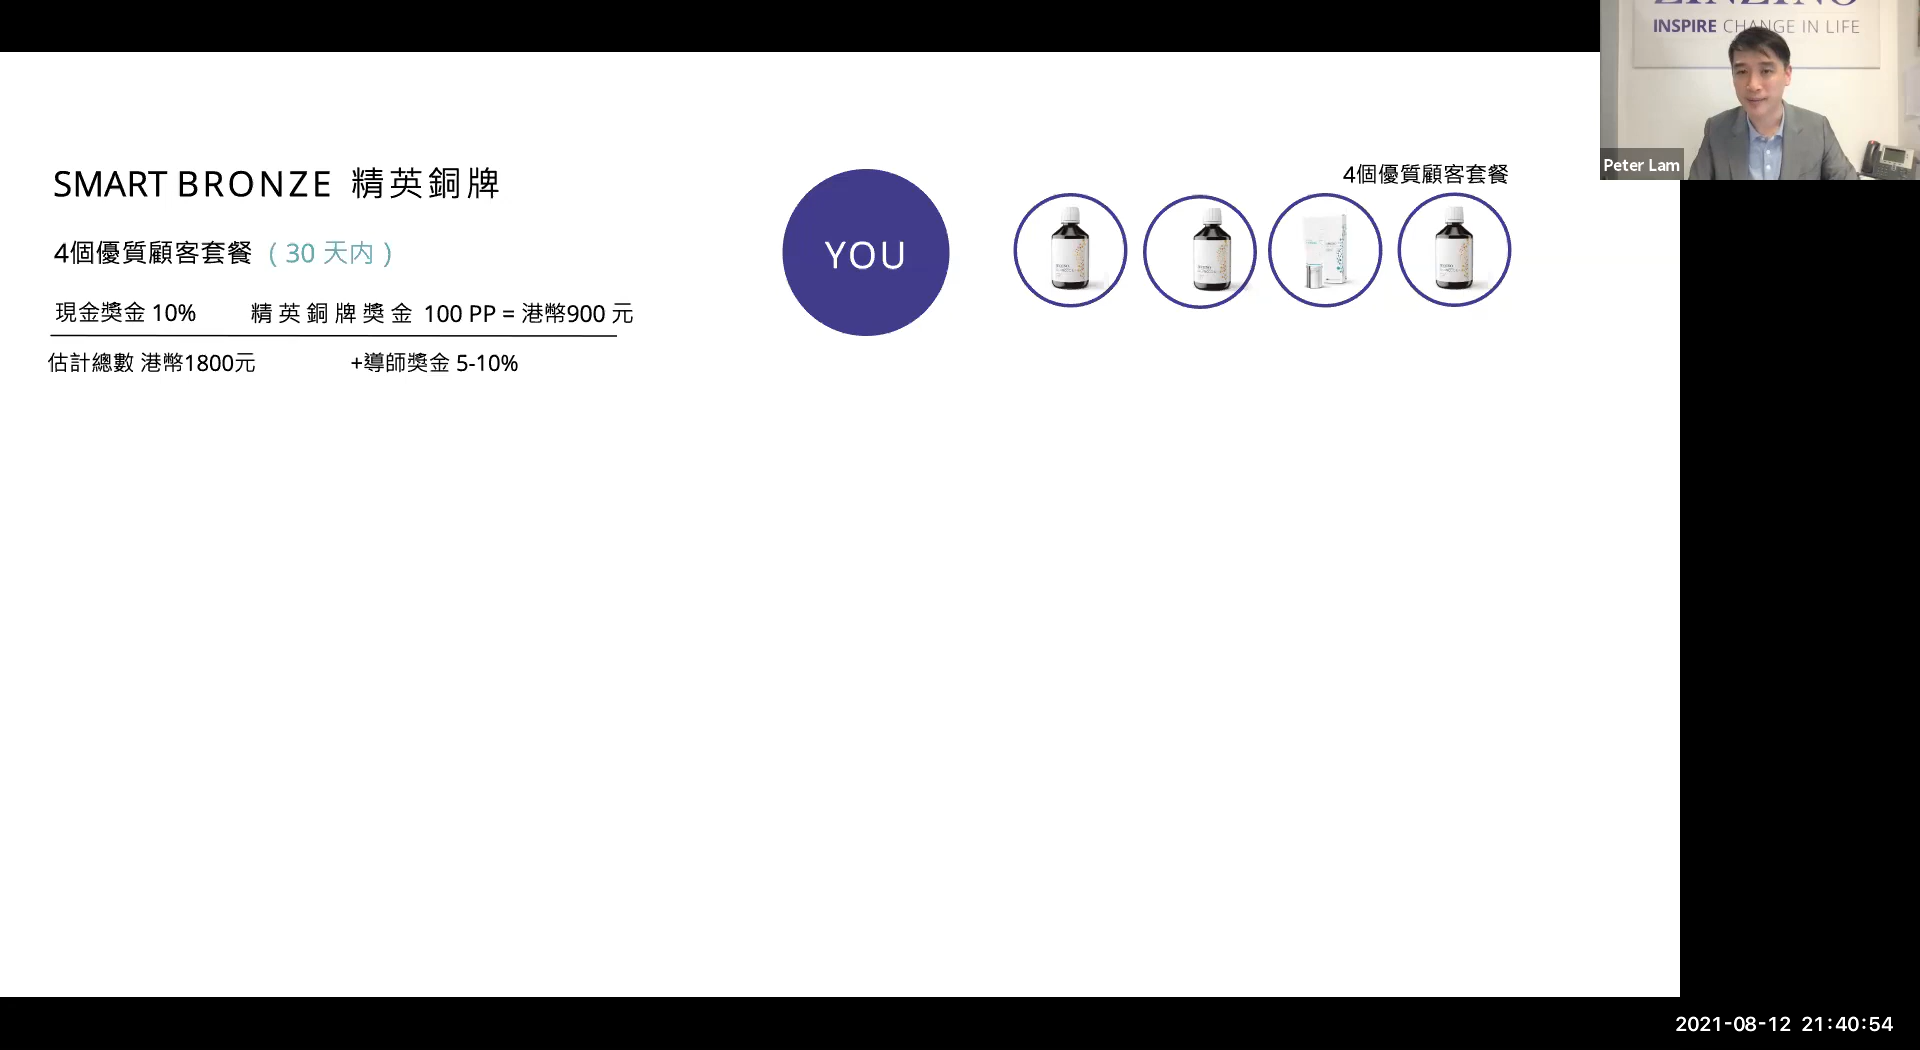 ZINZINO
INSPIRE CHANGE IN LIFE
Peter Lam
SMART BRONZE 精英銅牌
4個優質顧客套餐 ( 30 天内 )
現金獎金 10% 精英銅牌獎金 100 PP = 港幣900 元
估計總數 港幣1800元 +導師獎金 5-10%
YOU
4個優質顧客套餐
2021-08-12 21:40:54